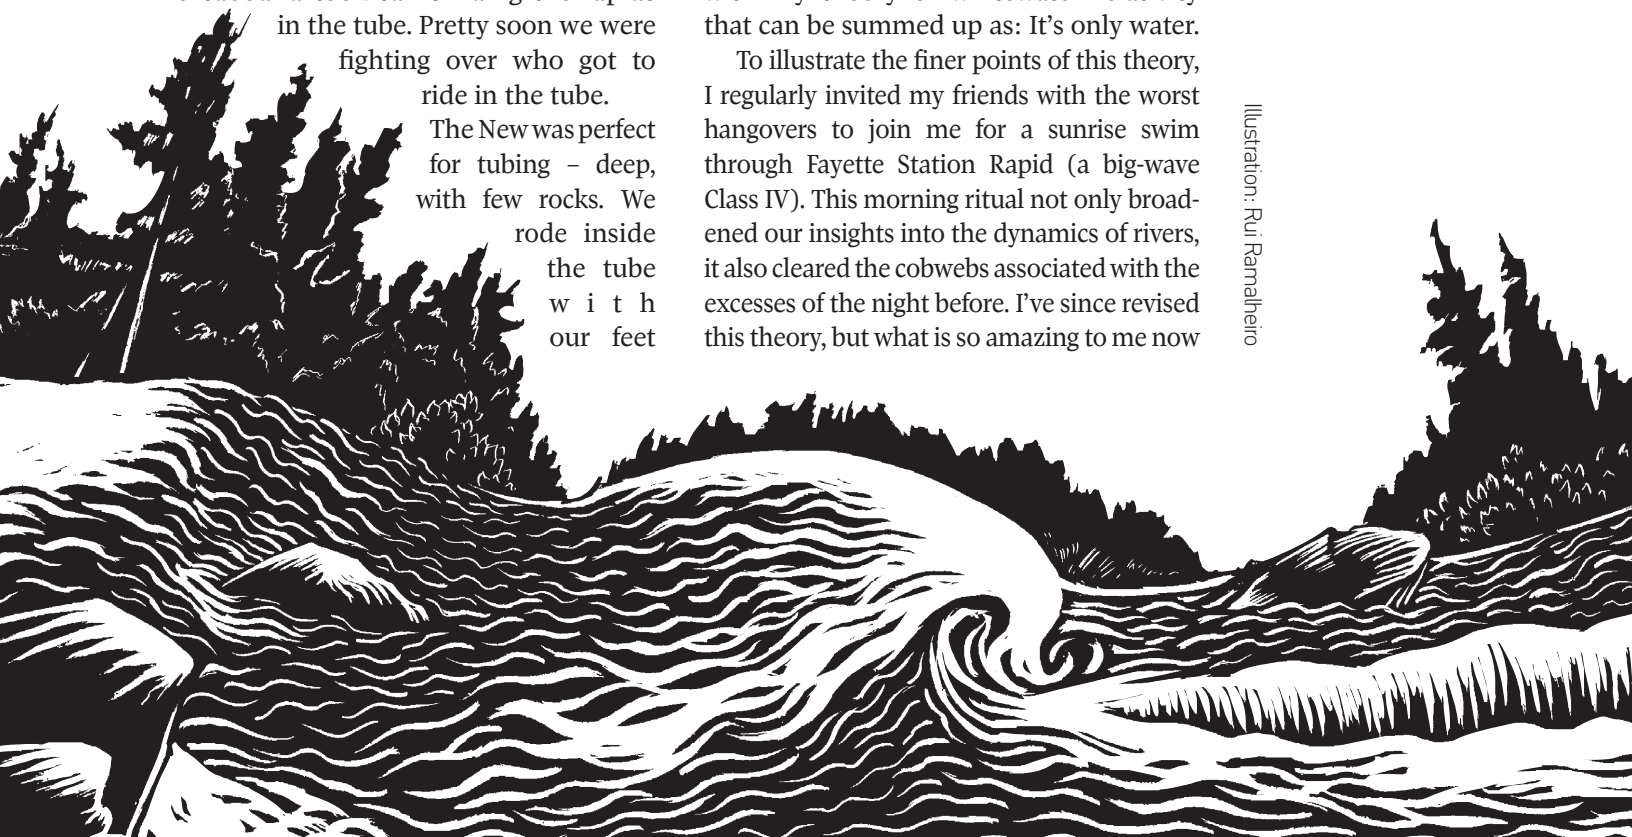 in the tube. Pretty soon we were
fighting over who got to
ride in the tube.
The New was perfect
for tubing – deep,
with few rocks. We
rode inside
the tube
w i t h
our feet
that can be summed up as: It’s only water.
To illustrate the finer points of this theory,
I regularly invited my friends with the worst
hangovers to join me for a sunrise swim
through Fayette Station Rapid (a big-wave
Class IV). This morning ritual not only broad-
ened our insights into the dynamics of rivers,
it also cleared the cobwebs associated with the
excesses of the night before. I’ve since revised
this theory, but what is so amazing to me now
Illustration: Rui Ramalheiro